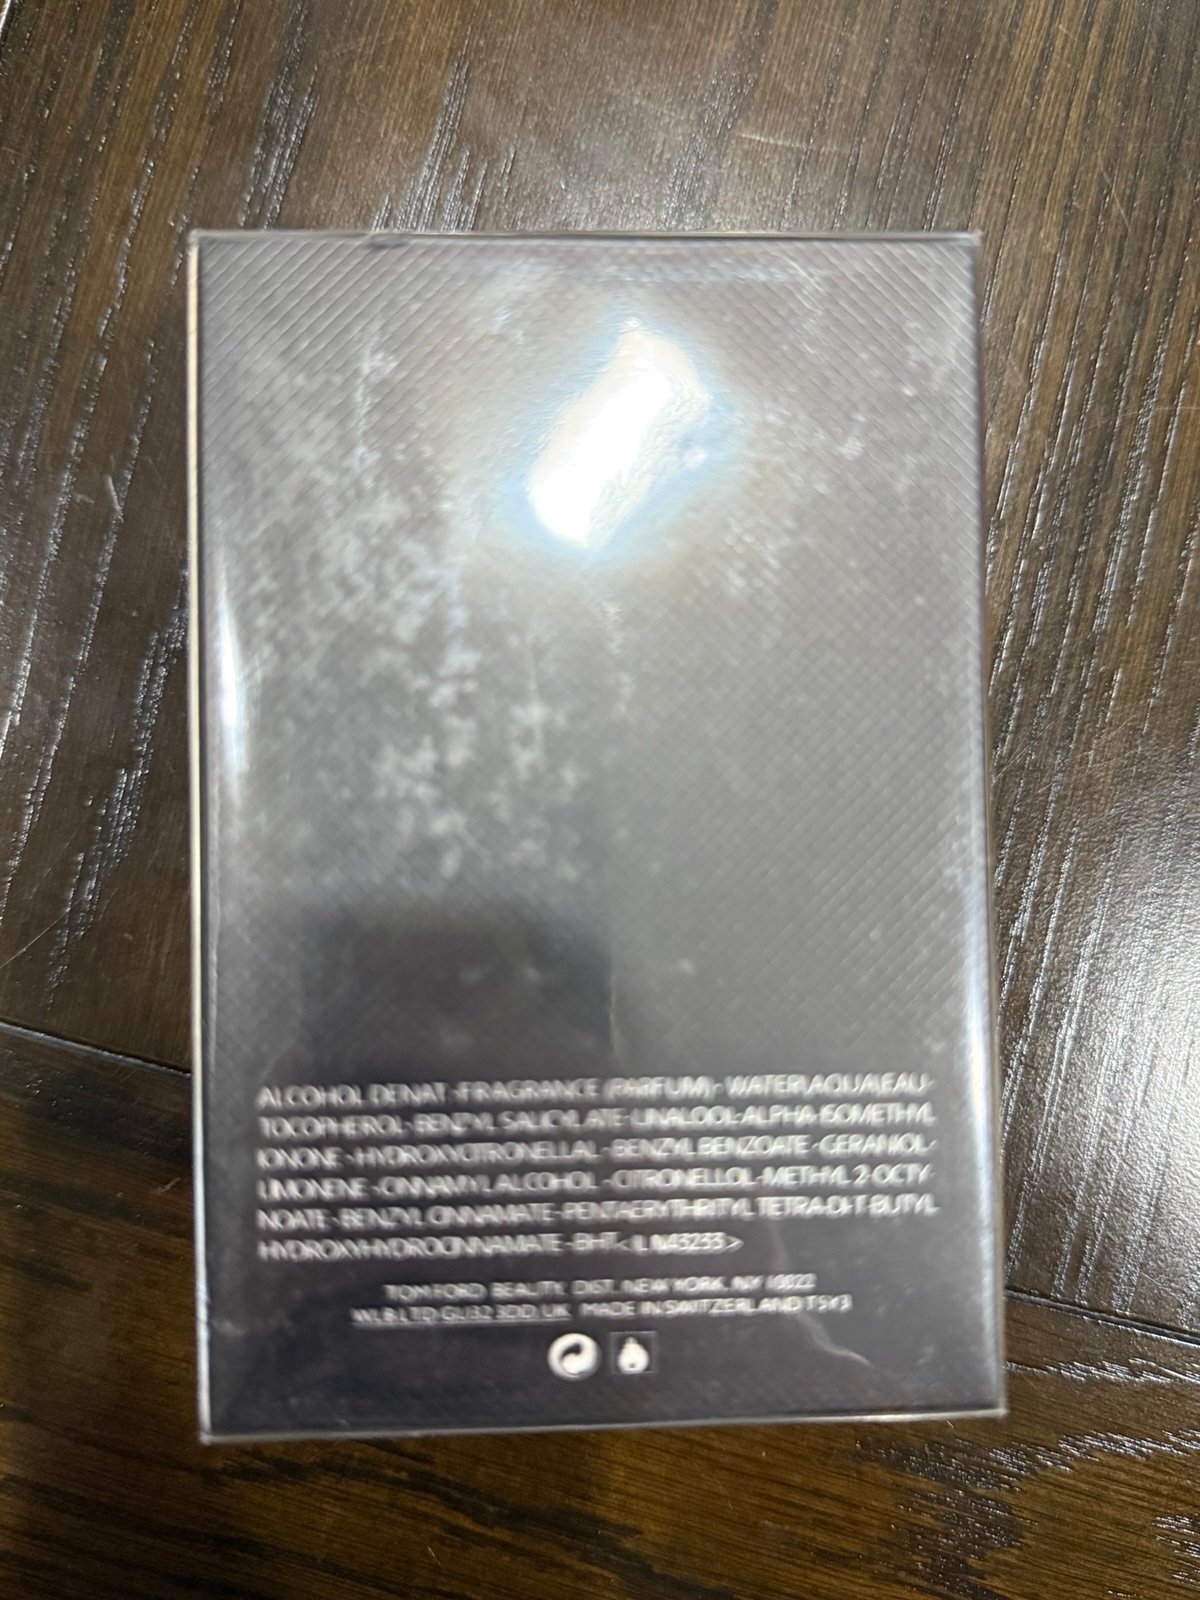 ALCOHOL DENAT · FRAGRANCE (PARFUM) · WATER\AQUA\EAU ·
TOCOPHEROL · BENZYL SALICYLATE · LINALOOL · ALPHA-ISOMETHYL
IONONE · HYDROXYCITRONELLAL · BENZYL BENZOATE · GERANIOL ·
LIMONENE · CINNAMYL ALCOHOL · CITRONELLOL · METHYL 2-OCTY
NOATE · BENZYL CINNAMATE · PENTAERYTHRITYL TETRA-DI-T-BUTYL
HYDROXYHYDROCINNAMATE · BHT < ILN43233 >
TOM FORD BEAUTY, DIST. NEW YORK, NY 10022
WLB LTD GU32 3DD, UK MADE IN SWITZERLAND T5Y3